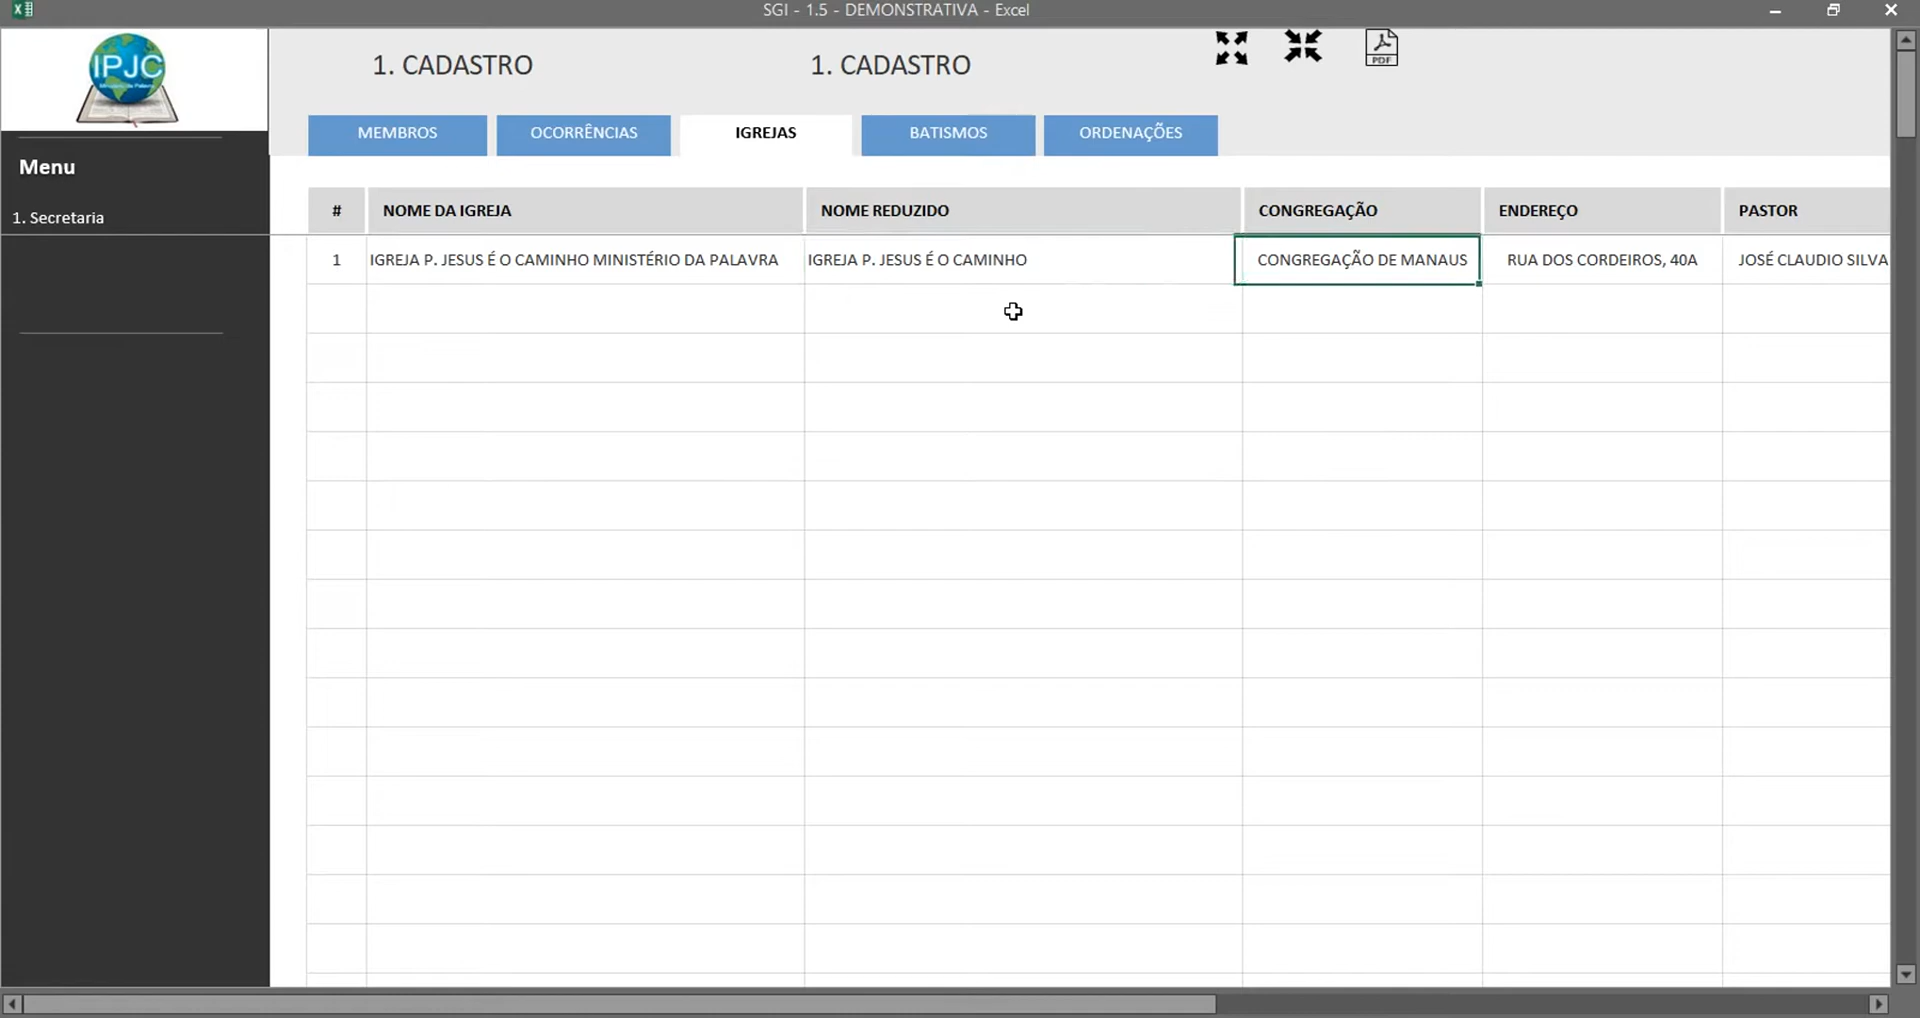 SGI - 1.5 - DEMONSTRATIVA - Excel
IPJC
1. CADASTRO
1. CADASTRO
PDF
MEMBROS
OCORRÊNCIAS
IGREJAS
BATISMOS
ORDENAÇÕES
Menu
1. Secretaria
# NOME DA IGREJA NOME REDUZIDO CONGREGAÇÃO ENDEREÇO PASTOR
1 IGREJA P. JESUS É O CAMINHO MINISTÉRIO DA PALAVRA IGREJA P. JESUS É O CAMINHO CONGREGAÇÃO DE MANAUS RUA DOS CORDEIROS, 40A JOSÉ CLAUDIO SILVA